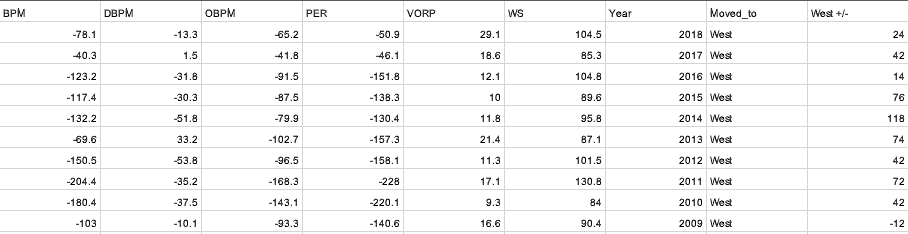 BPM DBPM OBPM PER VORP WS Year Moved_to West +/-
-78.1 -13.3 -65.2 -50.9 29.1 104.5 2018 West 24
-40.3 1.5 -41.8 -46.1 18.6 85.3 2017 West 42
-123.2 -31.8 -91.5 -151.8 12.1 104.8 2016 West 14
-117.4 -30.3 -87.5 -138.3 10 89.6 2015 West 76
-132.2 -51.8 -79.9 -130.4 11.8 95.8 2014 West 118
-69.6 33.2 -102.7 -157.3 21.4 87.1 2013 West 74
-150.5 -53.8 -96.5 -158.1 11.3 101.5 2012 West 42
-204.4 -35.2 -168.3 -228 17.1 130.8 2011 West 72
-180.4 -37.5 -143.1 -220.1 9.3 84 2010 West 42
-103 -10.1 -93.3 -140.6 16.6 90.4 2009 West -12